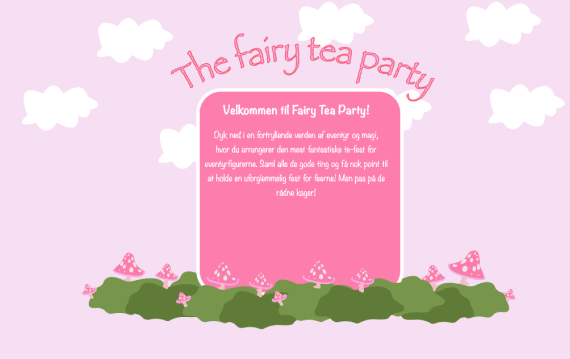 The fairy tea party
Velkommen til Fairy Tea Party!
Dyk ned i en fortryllende verden af eventyr og magi,
hvor du arrangerer den mest fantastiske te-fest for
eventyrfigurerne. Saml alle de gode ting og få nok point til
at holde en uforglemmelig fest for feerne! Men pas på de
rådne kager!